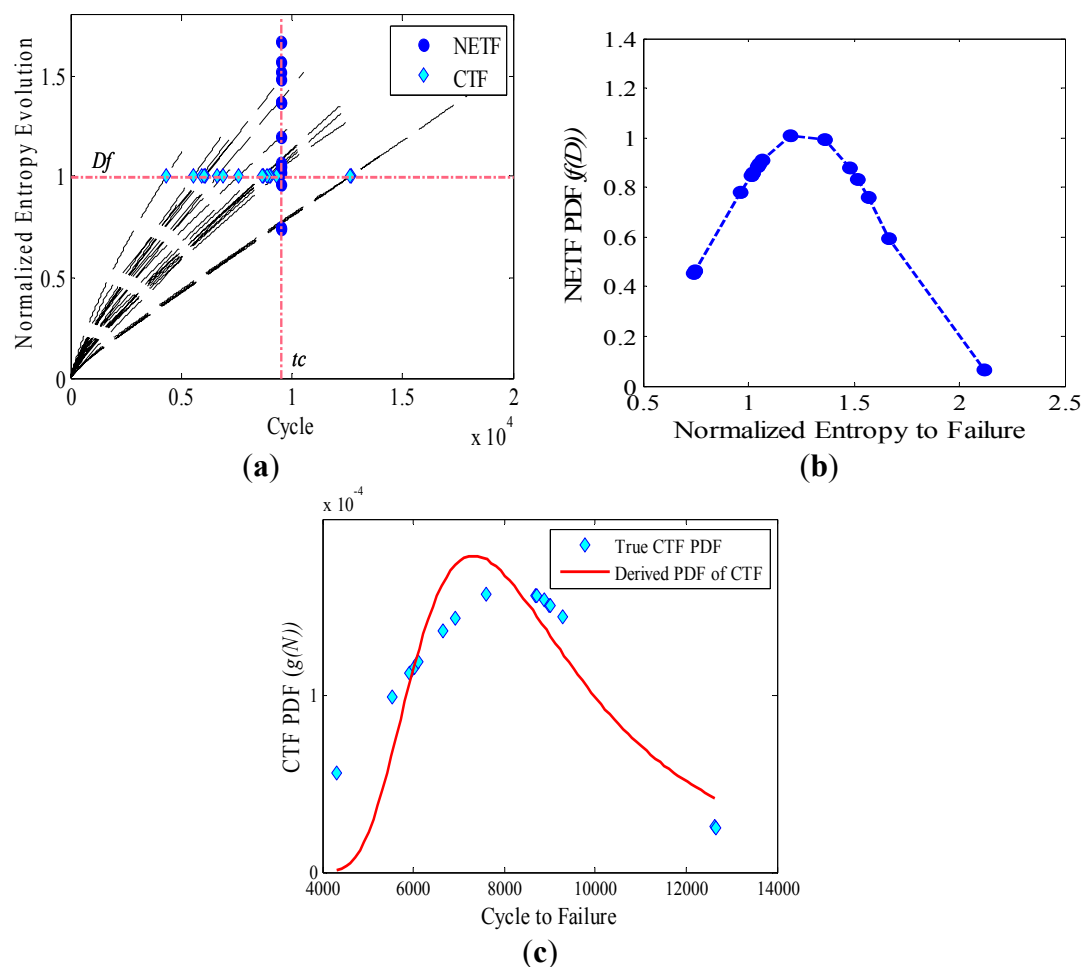 Normalized Entropy Evolution
1.5
1
0.5
0
Df
tc
NETF
CTF
0
0.5
1
1.5
2
Cycle
x 10^4
(a)
NETF PDF (f(D))
1.4
1.2
1
0.8
0.6
0.4
0.2
0
0.5
1
1.5
2
2.5
Normalized Entropy to Failure
(b)
x 10^-4
CTF PDF (g(N))
1
0
True CTF PDF
Derived PDF of CTF
4000
6000
8000
10000
12000
14000
Cycle to Failure
(c)